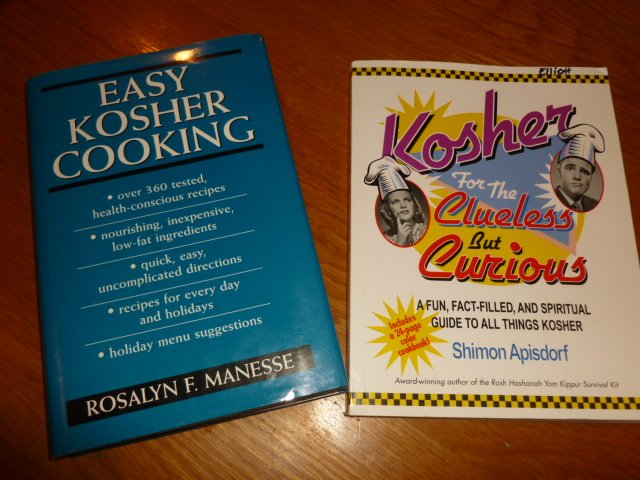 EASY
KOSHER
COOKING
• over 360 tested,
health-conscious recipes
• nourishing, inexpensive,
low-fat ingredients
• quick, easy,
uncomplicated directions
• recipes for every day
and holidays
• holiday menu suggestions
ROSALYN F. MANESSE
Elliott
Kosher
For The
Clueless
But
Curious
A FUN, FACT-FILLED, AND SPIRITUAL
GUIDE TO ALL THINGS KOSHER
Includes
a 24-page
color
cookbook!
Shimon Apisdorf
Award-winning author of the Rosh Hashanah Yom Kippur Survival Kit